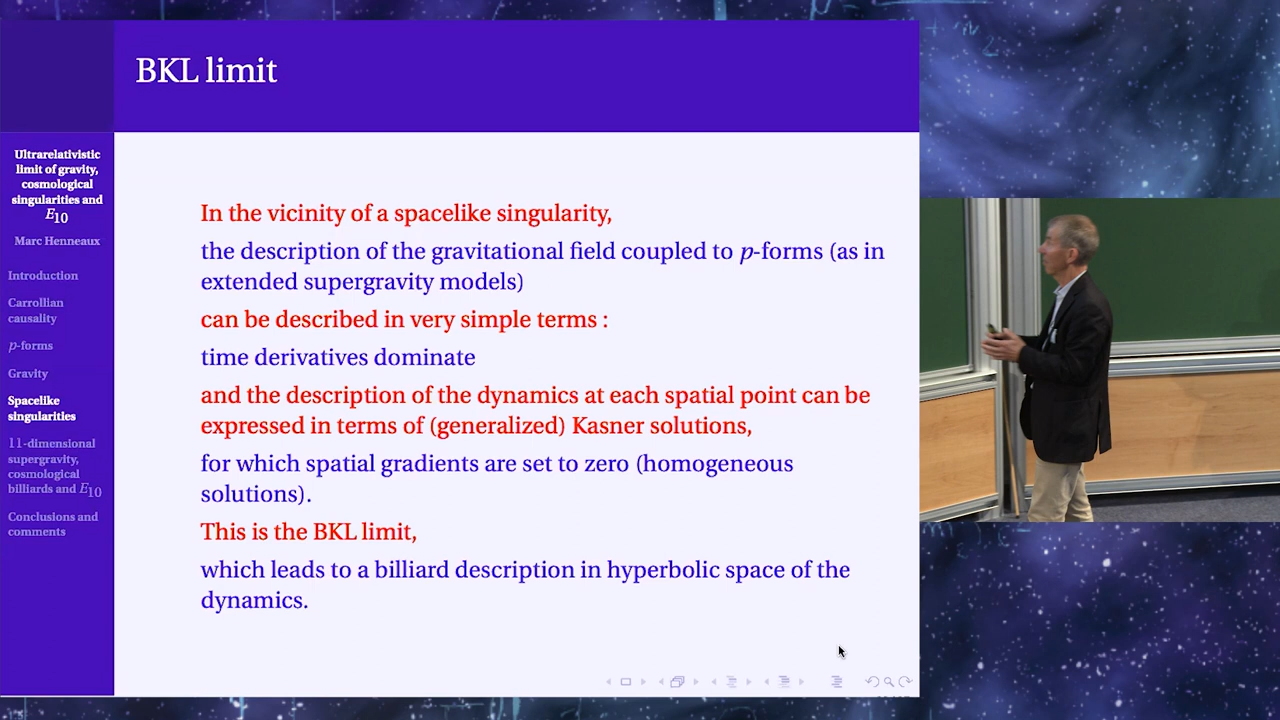 BKL limit
Ultrarelativistic
limit of gravity,
cosmological
singularities and
E10
Marc Henneaux
Introduction
Carrollian
causality
p-forms
Gravity
Spacelike
singularities
11-dimensional
supergravity,
cosmological
billiards and E10
Conclusions and
comments
In the vicinity of a spacelike singularity,
the description of the gravitational field coupled to p-forms (as in
extended supergravity models)
can be described in very simple terms :
time derivatives dominate
and the description of the dynamics at each spatial point can be
expressed in terms of (generalized) Kasner solutions,
for which spatial gradients are set to zero (homogeneous
solutions).
This is the BKL limit,
which leads to a billiard description in hyperbolic space of the
dynamics.